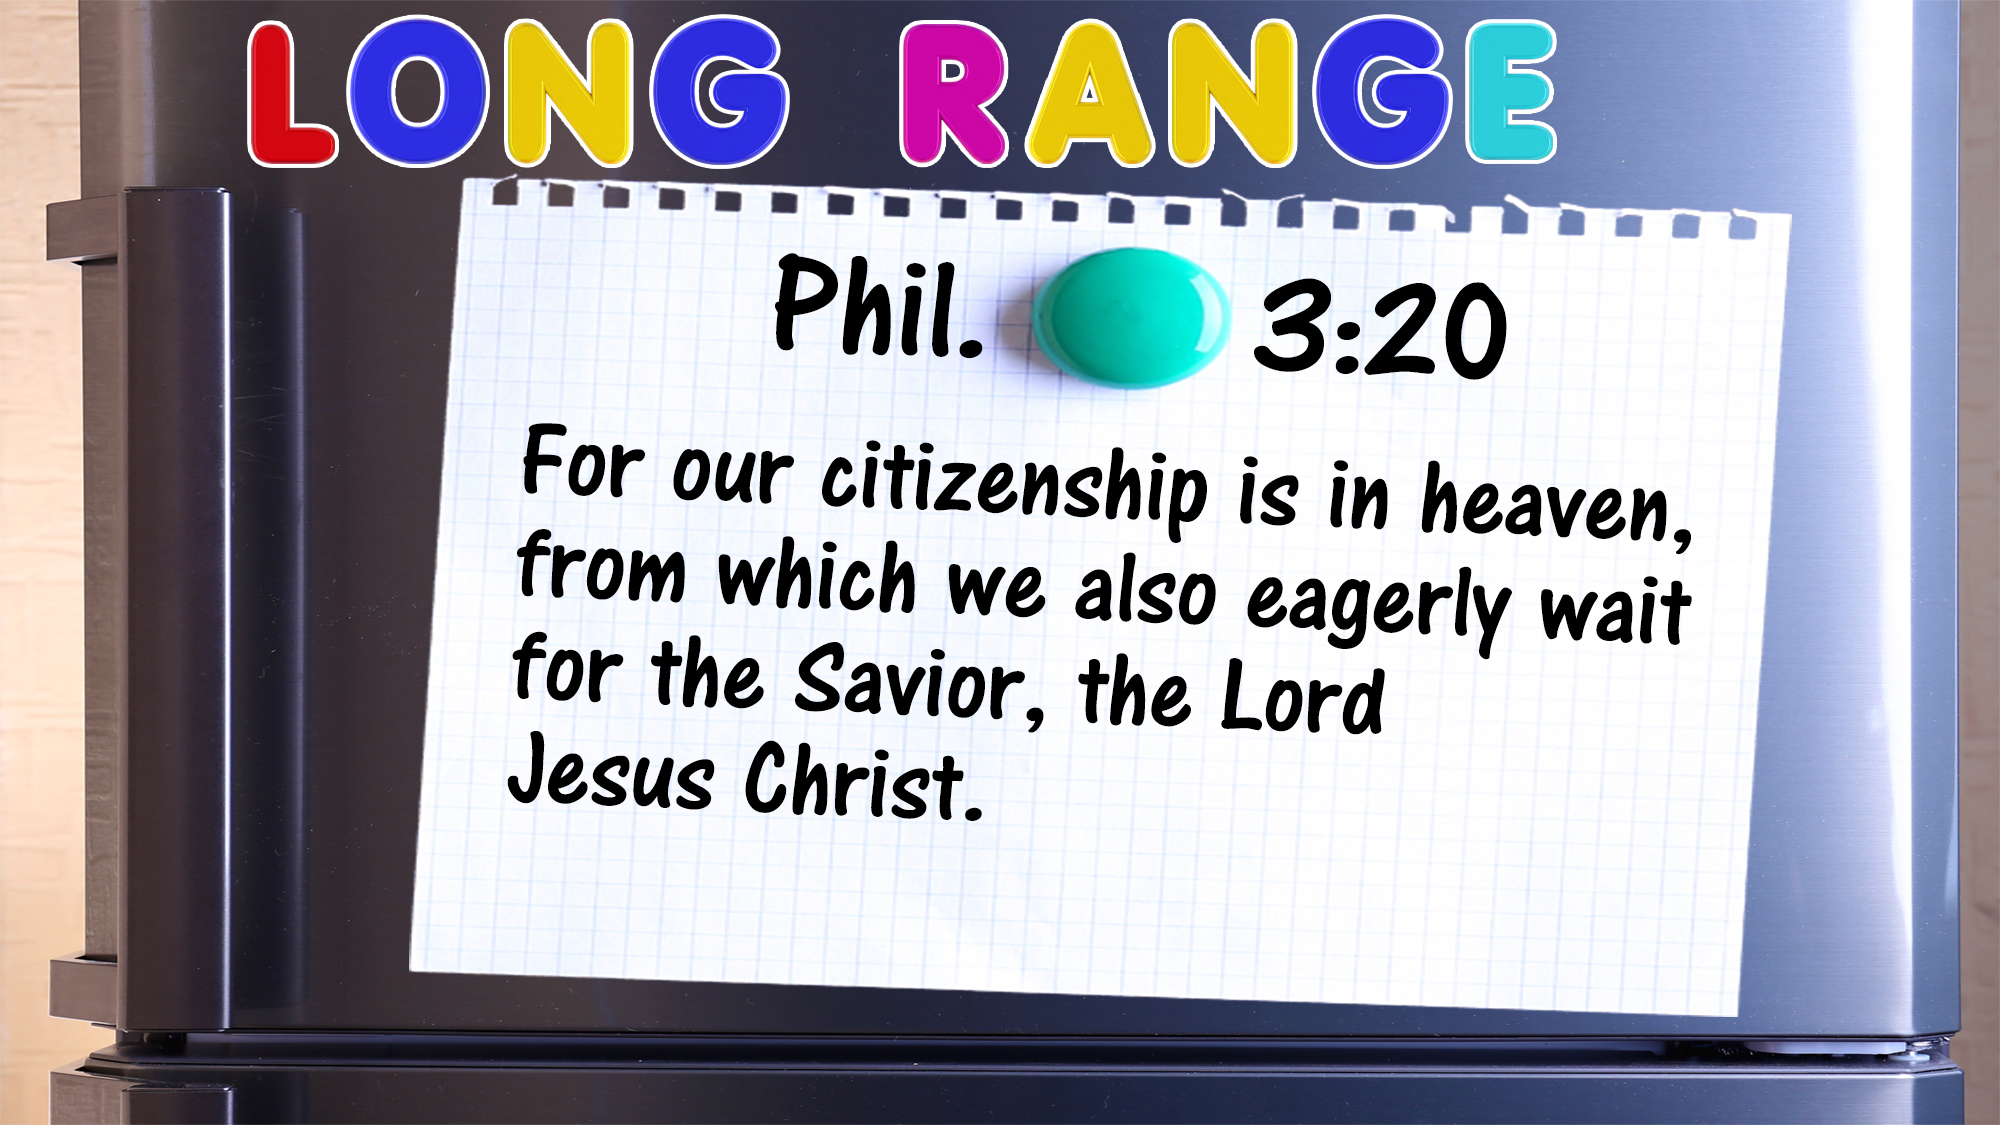 LONG RANGE
Phil. 3:20
For our citizenship is in heaven,
from which we also eagerly wait
for the Savior, the Lord
Jesus Christ.